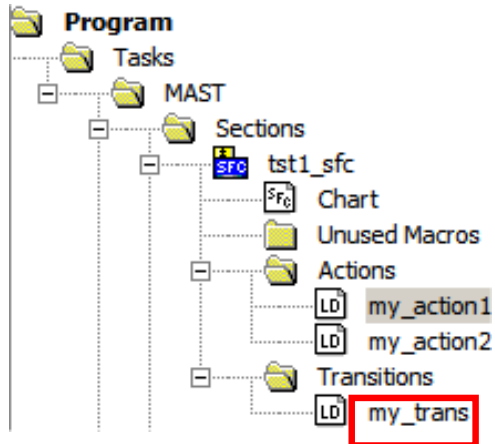 Program
Tasks
MAST
Sections
SFC tst1_sfc
SFC Chart
Unused Macros
Actions
LD my_action1
LD my_action2
Transitions
LD my_trans